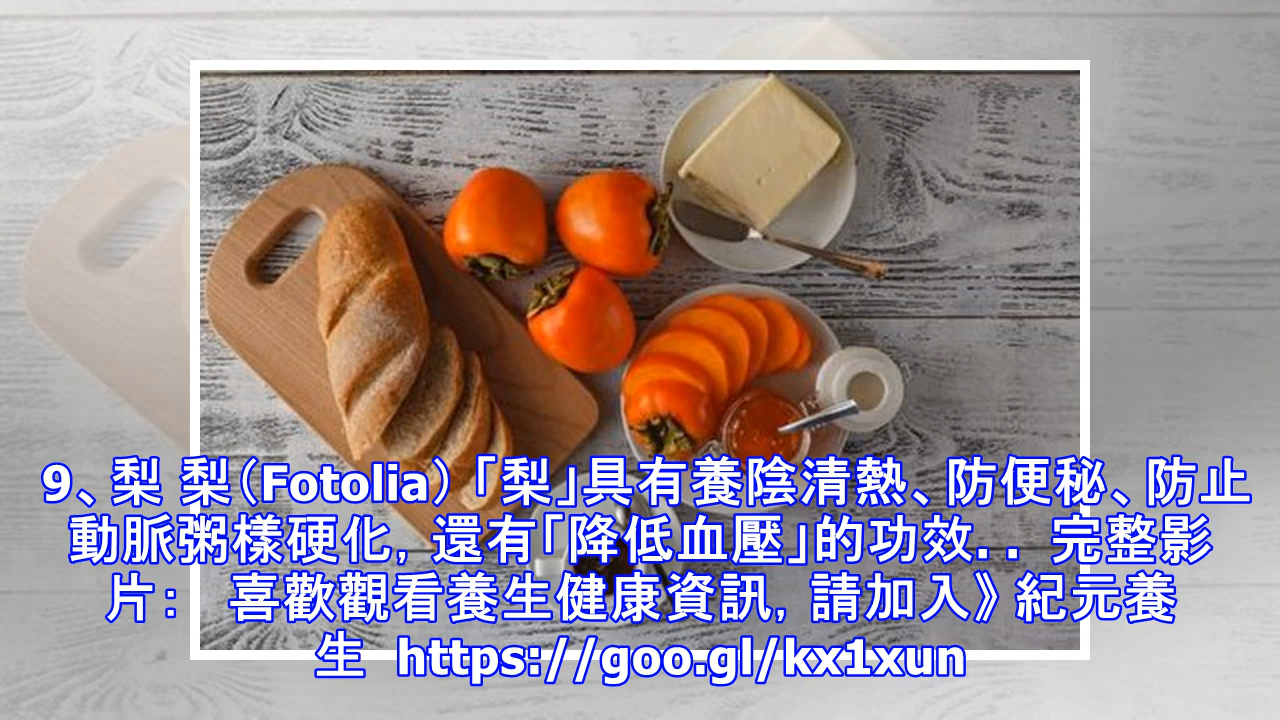 9、梨 梨（Fotolia）「梨」具有養陰清熱、防便秘、防止
動脈粥樣硬化，還有「降低血壓」的功效．． 完整影
片： 喜歡觀看養生健康資訊，請加入》紀元養
生 https://goo.gl/kx1xun